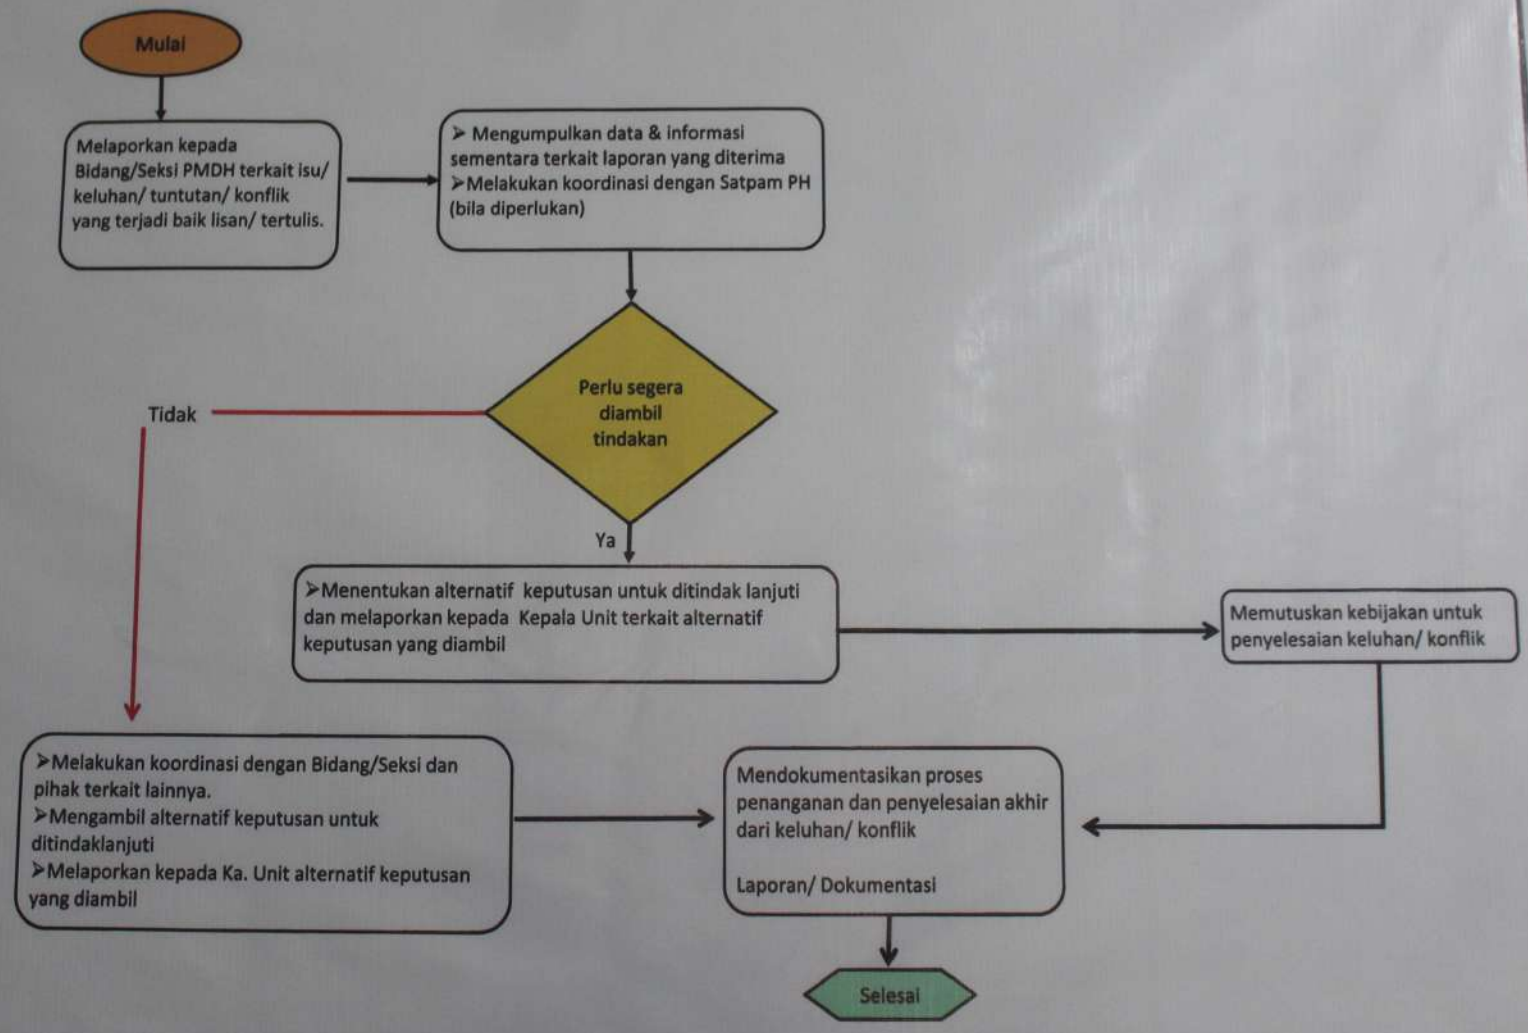 Mulai
Melaporkan kepada
Bidang/Seksi PMDH terkait isu/
keluhan/ tuntutan/ konflik
yang terjadi baik lisan/ tertulis.
➢ Mengumpulkan data & informasi
sementara terkait laporan yang diterima
➢Melakukan koordinasi dengan Satpam PH
(bila diperlukan)
Perlu segera
diambil
tindakan
Tidak
Ya
➢Menentukan alternatif keputusan untuk ditindak lanjuti
dan melaporkan kepada Kepala Unit terkait alternatif
keputusan yang diambil
Memutuskan kebijakan untuk
penyelesaian keluhan/ konflik
➢Melakukan koordinasi dengan Bidang/Seksi dan
pihak terkait lainnya.
➢Mengambil alternatif keputusan untuk
ditindaklanjuti
➢Melaporkan kepada Ka. Unit alternatif keputusan
yang diambil
Mendokumentasikan proses
penanganan dan penyelesaian akhir
dari keluhan/ konflik
Laporan/ Dokumentasi
Selesai